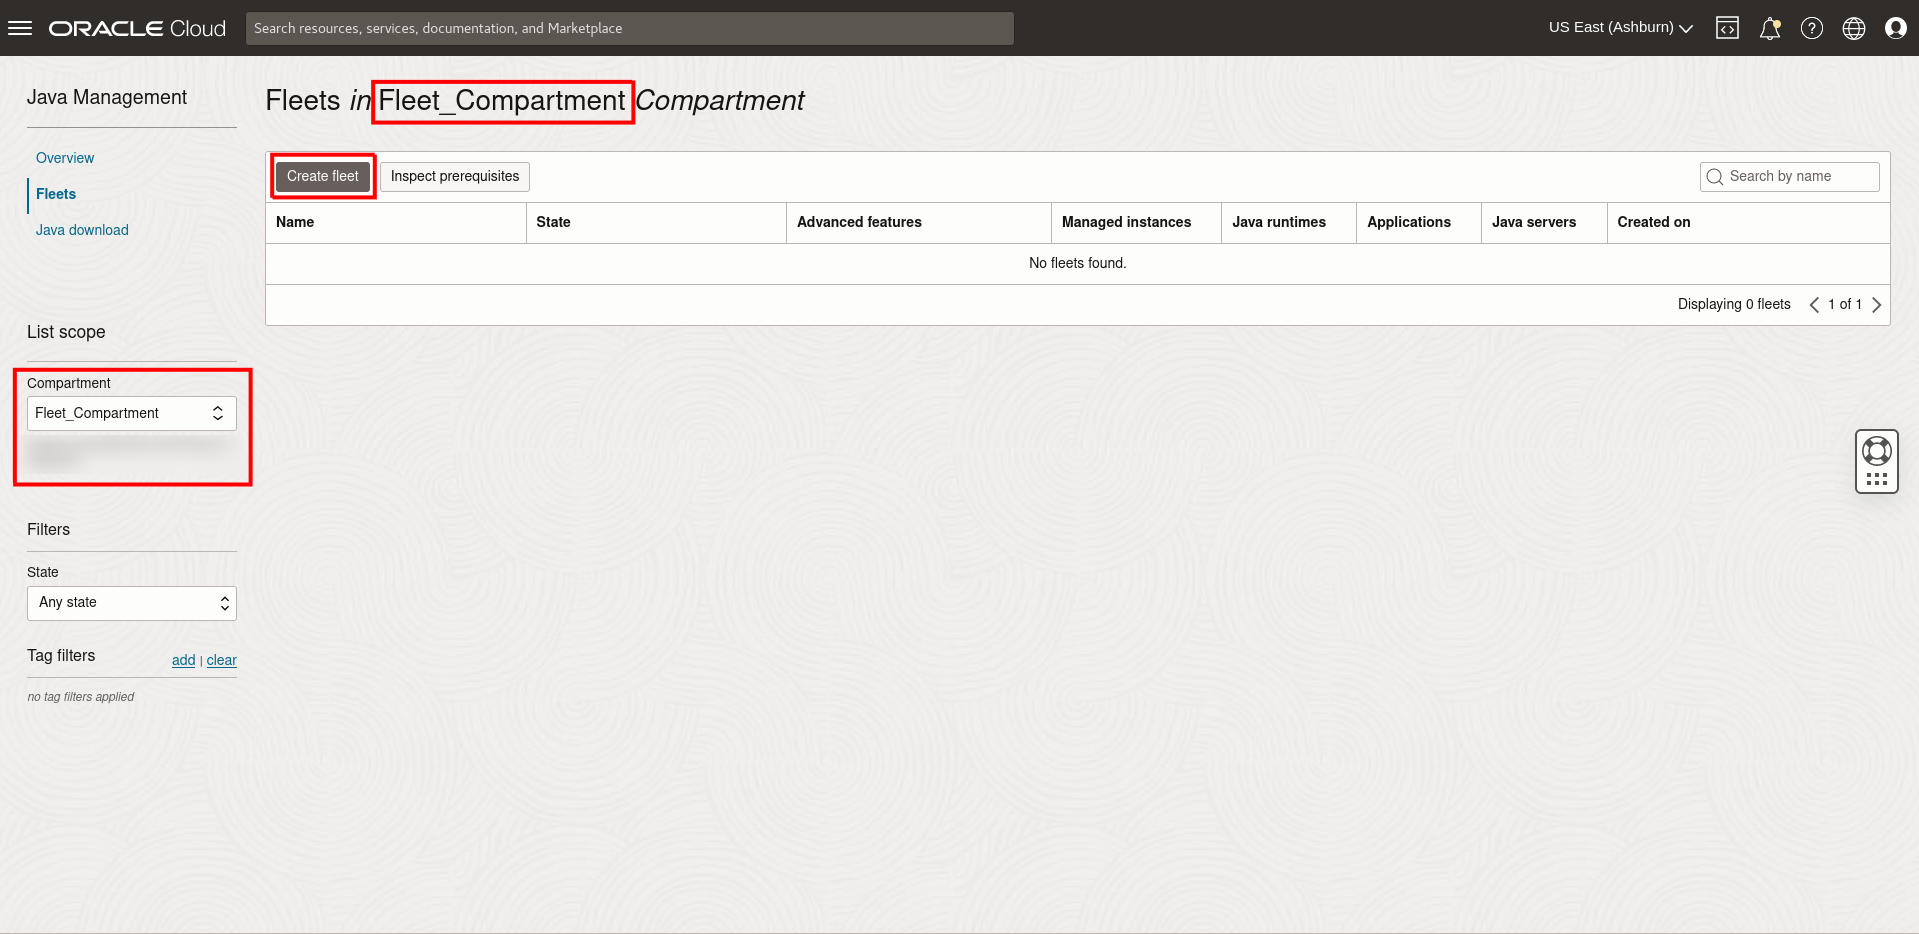 ORACLE Cloud
Search resources, services, documentation, and Marketplace
US East (Ashburn)
Java Management
Overview
Fleets
Java download
List scope
Compartment
Fleet_Compartment
Filters
State
Any state
Tag filters
add | clear
no tag filters applied
Fleets in Fleet_Compartment Compartment
Create fleet
Inspect prerequisites
Search by name
Name State Advanced features Managed instances Java runtimes Applications Java servers Created on
No fleets found.
Displaying 0 fleets 1 of 1